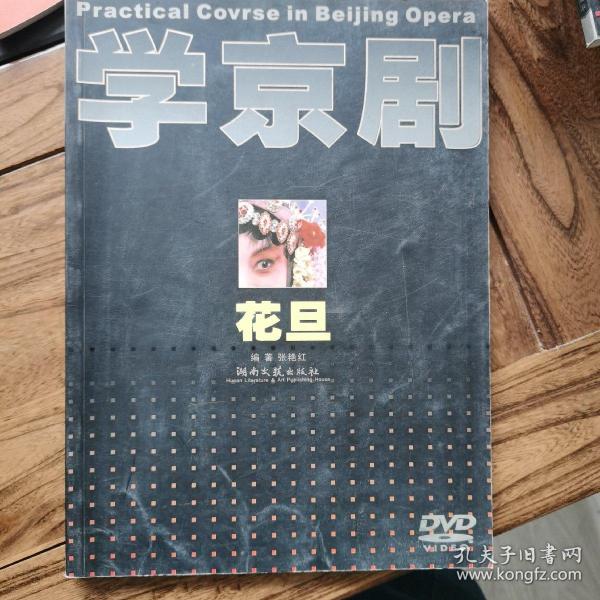 Practical Covrse in Beijing Opera
学京剧
花旦
编著 张艳红
湖南文艺出版社
Hunan Literature & Art Publishing House
DVD
VIDEO
孔夫子旧书网
www.kongfz.com